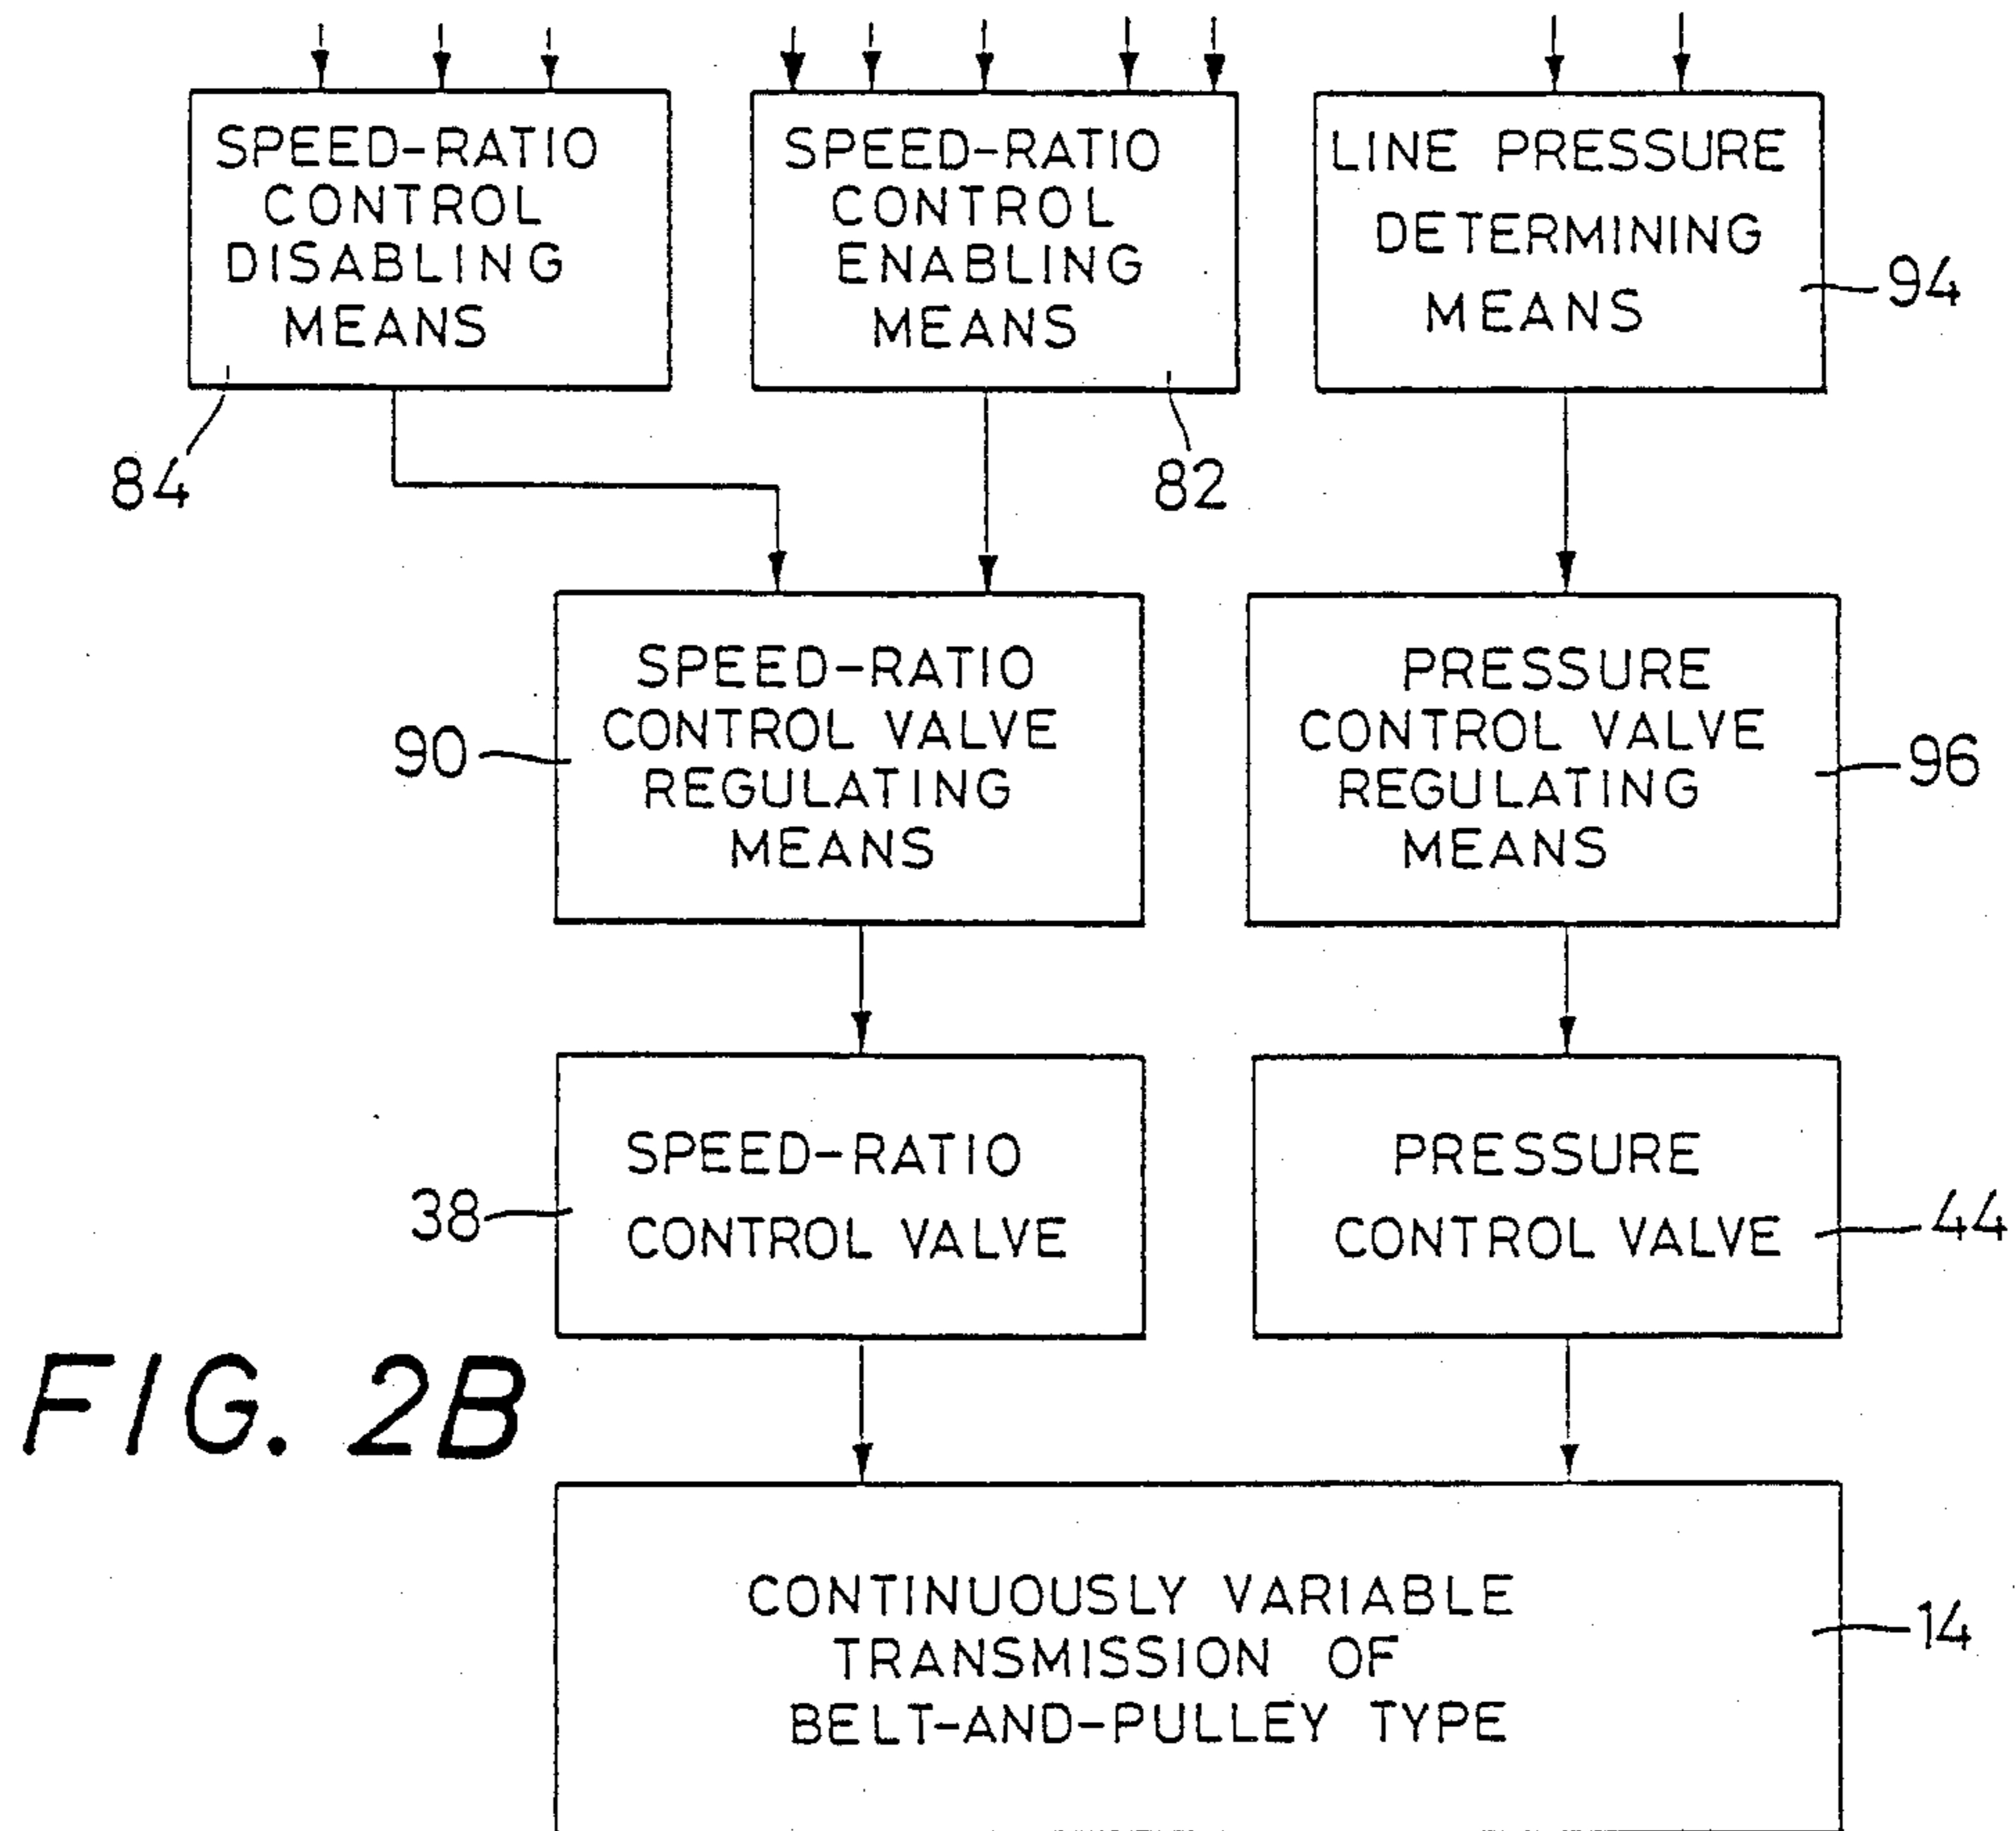 SPEED-RATIO
CONTROL
DISABLING
MEANS
84
SPEED-RATIO
CONTROL
ENABLING
MEANS
82
LINE PRESSURE
DETERMINING
MEANS
94
SPEED-RATIO
CONTROL VALVE
REGULATING
MEANS
90
PRESSURE
CONTROL VALVE
REGULATING
MEANS
96
SPEED-RATIO
CONTROL VALVE
38
PRESSURE
CONTROL VALVE
44
FIG. 2B
CONTINUOUSLY VARIABLE
TRANSMISSION OF
BELT-AND-PULLEY TYPE
14